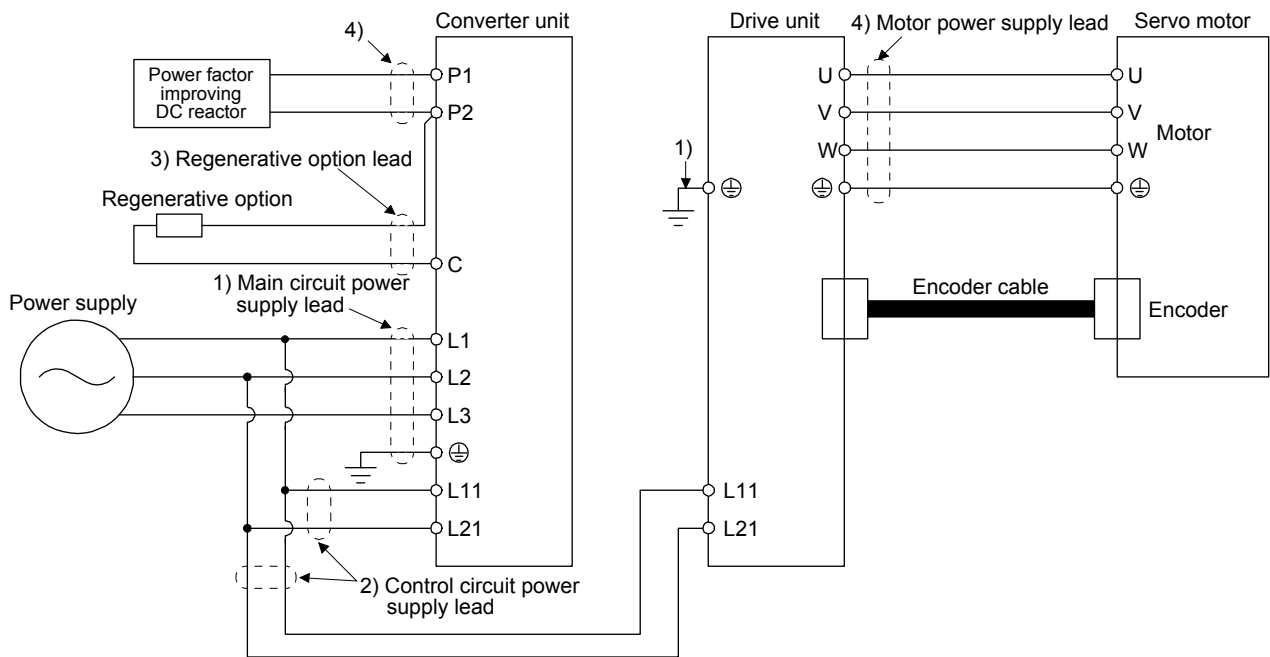 Converter unit
Drive unit
4) Motor power supply lead
Servo motor
4)
Power factor
improving
DC reactor
P1
P2
3) Regenerative option lead
Regenerative option
C
1) Main circuit power
supply lead
Power supply
L1
L2
L3
L11
L21
2) Control circuit power
supply lead
1)
U
V
W
L11
L21
Encoder cable
U
V
Motor
W
Encoder